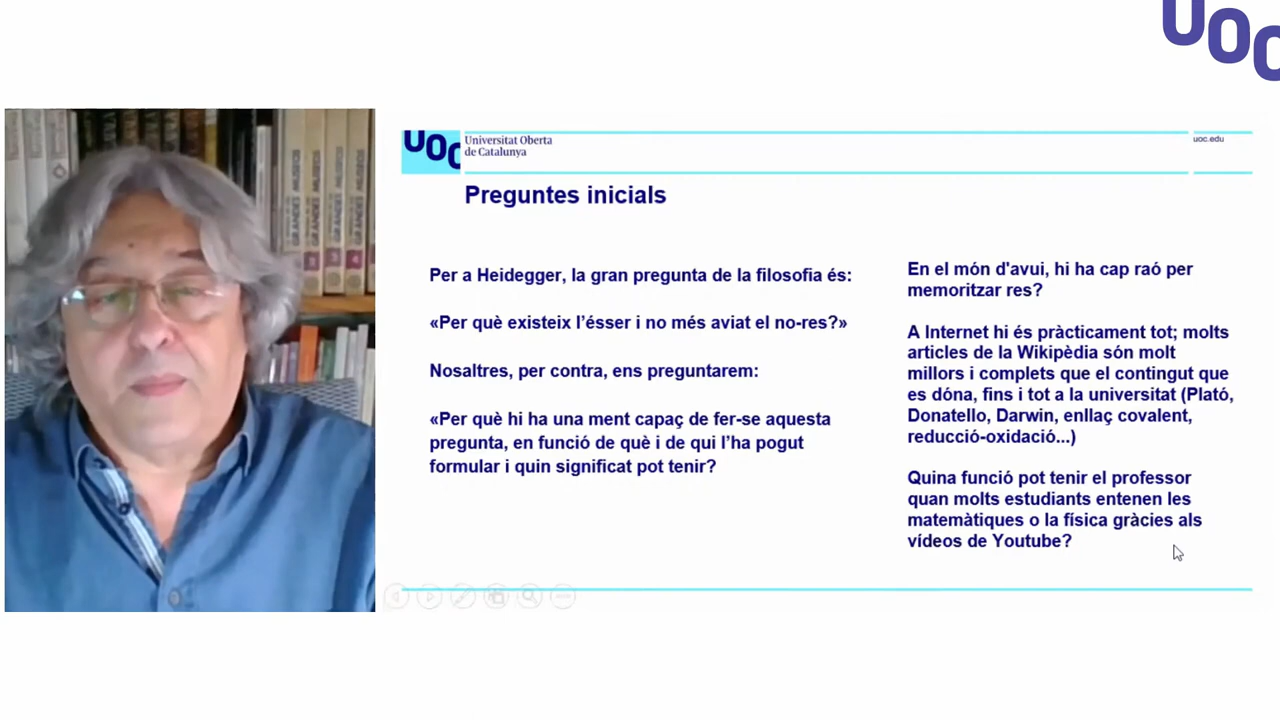 UOC
UOC
Universitat Oberta
de Catalunya
uoc.edu
Preguntes inicials
Per a Heidegger, la gran pregunta de la filosofia és:
«Per què existeix l’ésser i no més aviat el no-res?»
Nosaltres, per contra, ens preguntarem:
«Per què hi ha una ment capaç de fer-se aquesta
pregunta, en funció de què i de qui l’ha pogut
formular i quin significat pot tenir?
En el món d'avui, hi ha cap raó per
memoritzar res?
A Internet hi és pràcticament tot; molts
articles de la Wikipèdia són molt
millors i complets que el contingut que
es dóna, fins i tot a la universitat (Plató,
Donatello, Darwin, enllaç covalent,
reducció-oxidació...)
Quina funció pot tenir el professor
quan molts estudiants entenen les
matemàtiques o la física gràcies als
vídeos de Youtube?